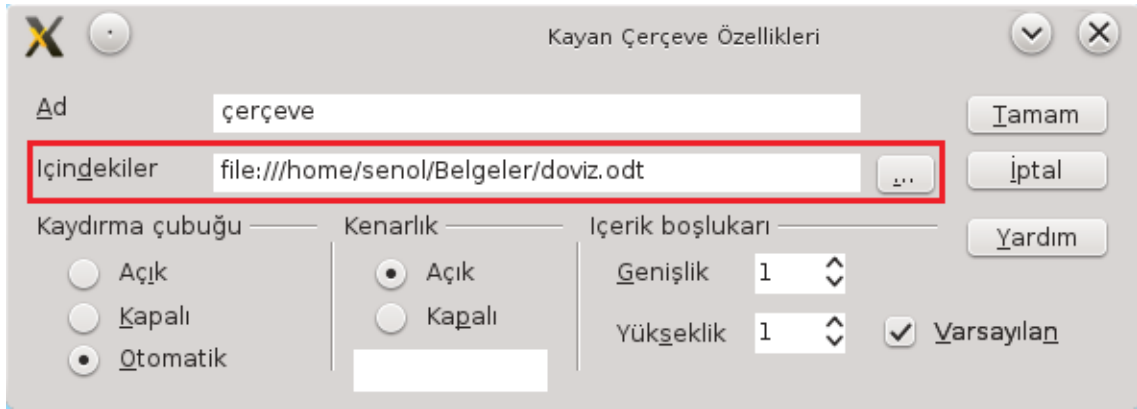 Kayan Çerçeve Özellikleri
Ad çerçeve Tamam
Içindekiler file:///home/senol/Belgeler/doviz.odt ... İptal
Kaydırma çubuğu Kenarlık Içerik boşlukarı Yardım
Açık Açık Genişlik 1
Kapalı Kapalı Yükseklik 1 Varsayılan
Otomatik